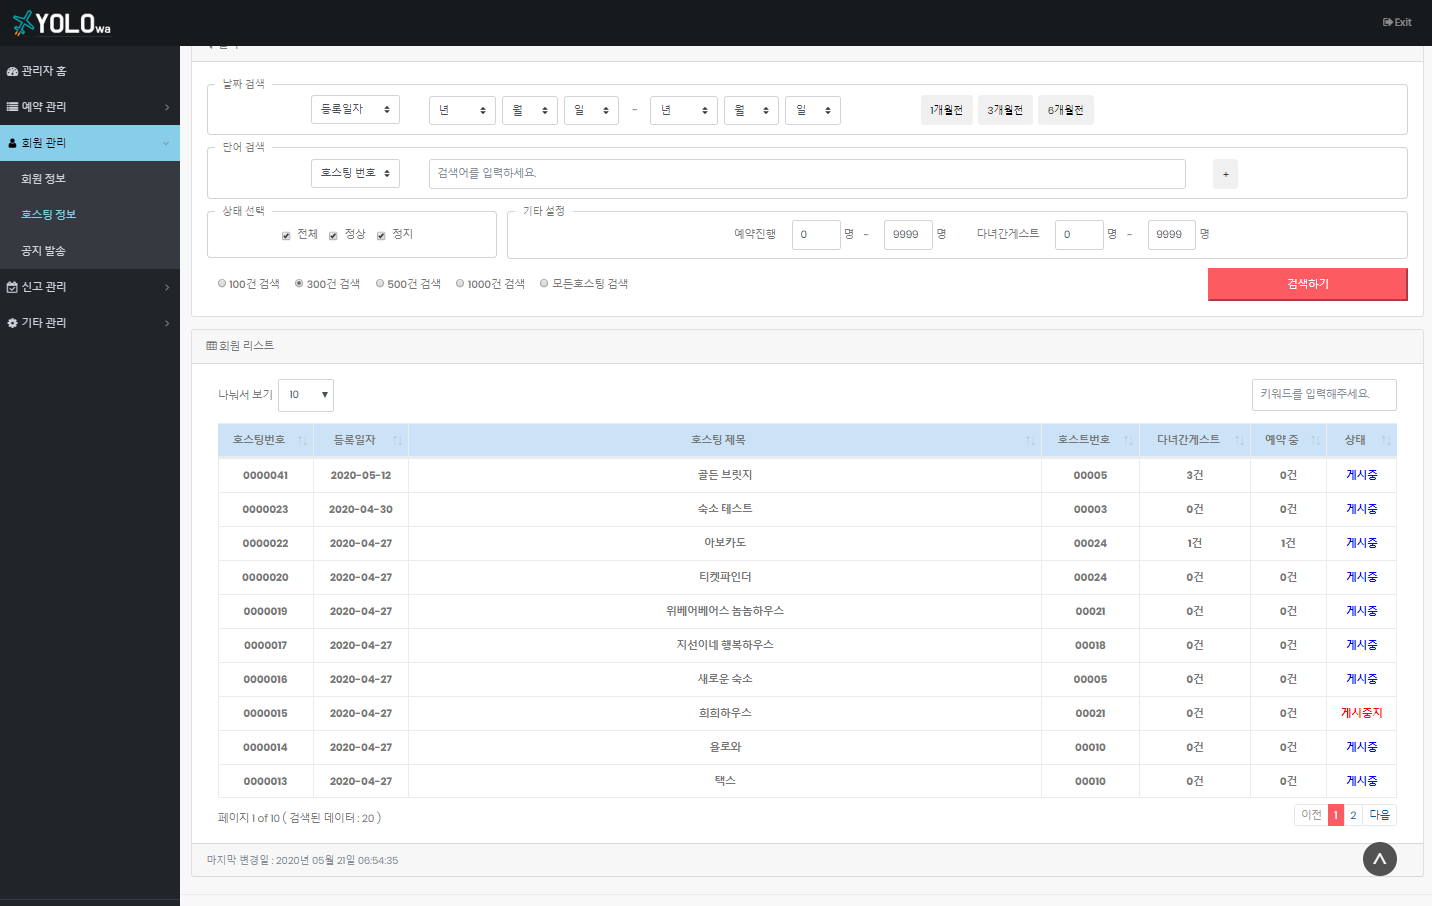 YOLOwa
Exit
관리자 홈
예약 관리
회원 관리
회원 정보
호스팅 정보
공지 발송
신고 관리
기타 관리
날짜 검색
등록일자 년 월 일 ~ 년 월 일 1개월전 3개월전 6개월전
단어 검색
호스팅 번호 검색어를 입력하세요. +
상태 선택
전체 정상 정지
기타 설정
예약진행 0 명 ~ 9999 명 다녀간게스트 0 명 ~ 9999 명
100건 검색 300건 검색 500건 검색 1000건 검색 모든호스팅 검색 검색하기
회원 리스트
나눠서 보기 10 키워드를 입력해주세요.
호스팅번호 등록일자 호스팅 제목 호스트번호 다녀간게스트 예약 중 상태
0000041 2020-05-12 골든 브릿지 00005 3건 0건 게시중
0000023 2020-04-30 숙소 테스트 00003 0건 0건 게시중
0000022 2020-04-27 아보카도 00024 1건 1건 게시중
0000020 2020-04-27 티켓파인더 00024 0건 0건 게시중
0000019 2020-04-27 위베어베어스 놈놈하우스 00021 0건 0건 게시중
0000017 2020-04-27 지선이네 행복하우스 00018 0건 0건 게시중
0000016 2020-04-27 새로운 숙소 00005 0건 0건 게시중
0000015 2020-04-27 희희하우스 00021 0건 0건 게시중지
0000014 2020-04-27 욜로와 00010 0건 0건 게시중
0000013 2020-04-27 택스 00010 0건 0건 게시중
페이지 1 of 10 ( 검색된 데이터 : 20 ) 이전 1 2 다음
마지막 변경일 : 2020년 05월 21일 06:54:35